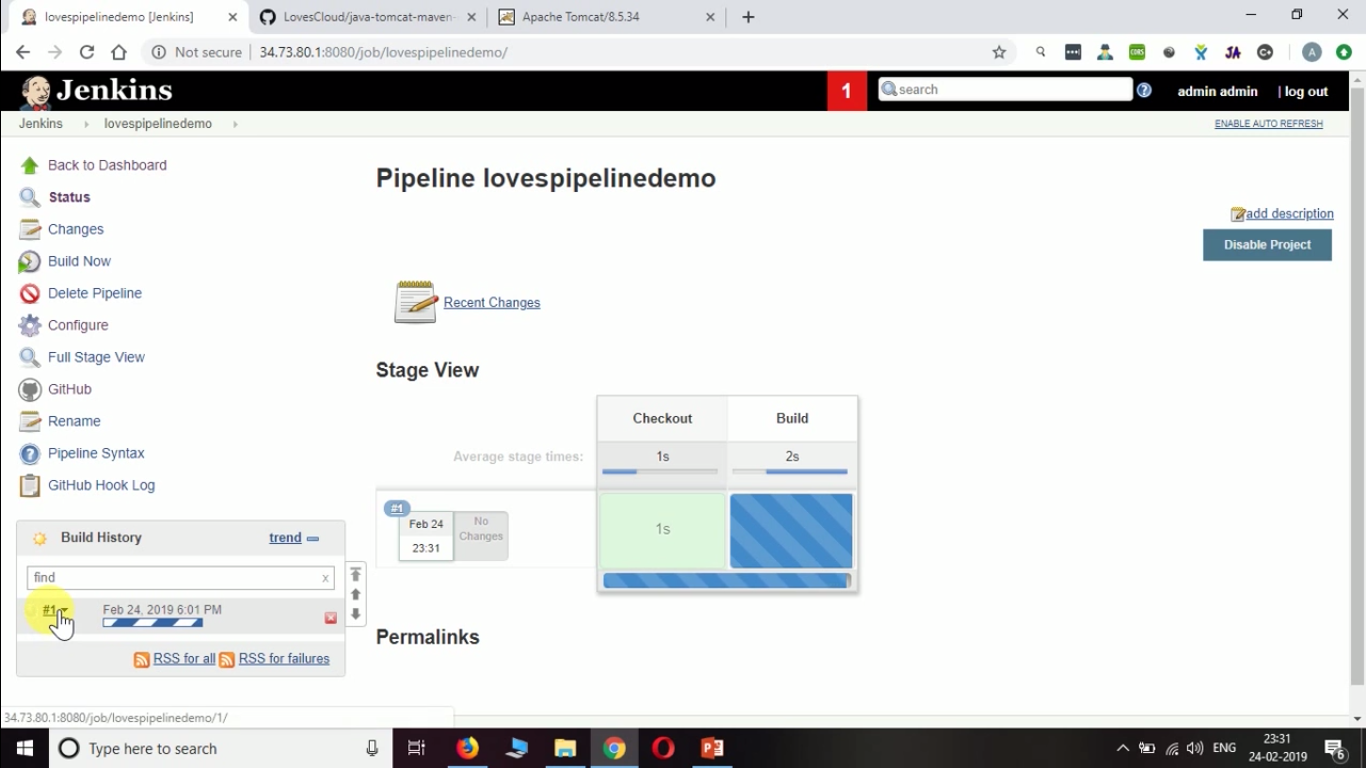 lovespipelinedemo [Jenkins]
LovesCloud/java-tomcat-maven-
Apache Tomcat/8.5.34
Not secure
34.73.80.1:8080/job/lovespipelinedemo/
CORS
JA
A
Jenkins
1
search
admin admin
| log out
Jenkins
lovespipelinedemo
ENABLE AUTO REFRESH
Back to Dashboard
Status
Changes
Build Now
Delete Pipeline
Configure
Full Stage View
GitHub
Rename
Pipeline Syntax
GitHub Hook Log
Build History
trend
find
x
#1
Feb 24, 2019 6:01 PM
RSS for all
RSS for failures
Pipeline lovespipelinedemo
add description
Disable Project
Recent Changes
Stage View
Checkout
Build
Average stage times:
1s
2s
#1
Feb 24
23:31
No
Changes
1s
Permalinks
34.73.80.1:8080/job/lovespipelinedemo/1/
Type here to search
ENG
23:31
24-02-2019
6